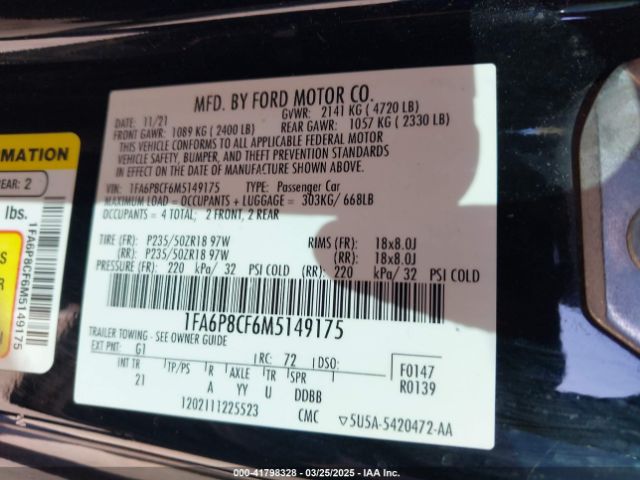 MFD. BY FORD MOTOR CO.
DATE: 11/21 GVWR: 2141 KG ( 4720 LB)
FRONT GAWR: 1089 KG ( 2400 LB) REAR GAWR: 1057 KG ( 2330 LB)
THIS VEHICLE CONFORMS TO ALL APPLICABLE FEDERAL MOTOR
VEHICLE SAFETY, BUMPER, AND THEFT PREVENTION STANDARDS
IN EFFECT ON THE DATE OF MANUFACTURE SHOWN ABOVE.
VIN: 1FA6P8CF6M5149175 TYPE: Passenger Car
MAXIMUM LOAD = OCCUPANTS + LUGGAGE = 303KG/ 668LB
OCCUPANTS = 4 TOTAL, 2 FRONT, 2 REAR
TIRE (FR): P235/50ZR18 97W RIMS (FR): 18x8.0J
(RR): P235/50ZR18 97W (RR): 18x8.0J
PRESSURE (FR): 220 kPa/ 32 PSI COLD (RR): 220 kPa/ 32 PSI COLD
1FA6P8CF6M5149175
TRAILER TOWING - SEE OWNER GUIDE
EXT PNT: G1 RC: 72 DSO:
INT TR TP/PS R AXLE TR SPR
21 A YY U DDBB
F0147
R0139
1202111225523 CMC 5U5A-5420472-AA
RMATION
EAR: 2
lbs.
1FA6P8CF6M5149175
000-41798328 - 03/25/2025 - IAAI.COM